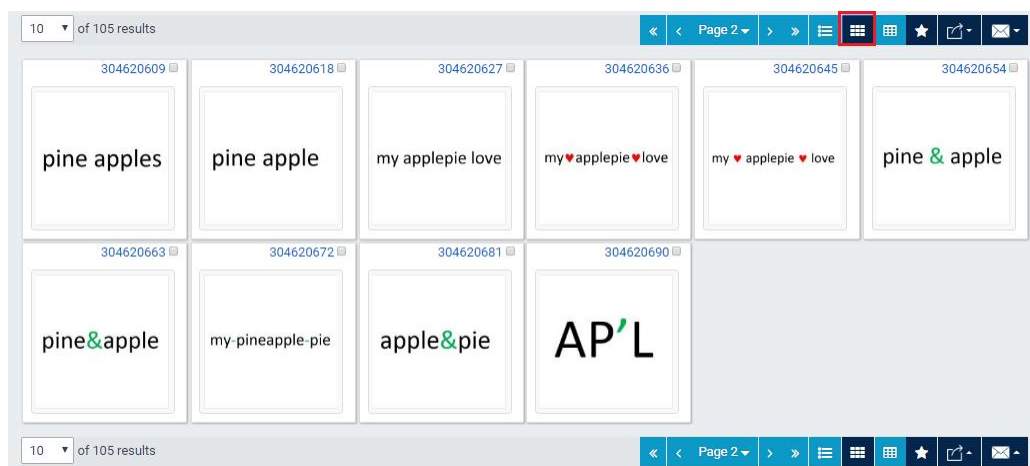 10 of 105 results « < Page 2 > »
304620609 304620618 304620627 304620636 304620645 304620654
pine apples pine apple my applepie love my♥applepie♥love my ♥ applepie ♥ love pine & apple
304620663 304620672 304620681 304620690
pine&apple my-pineapple-pie apple&pie AP'L
10 of 105 results « < Page 2 > »